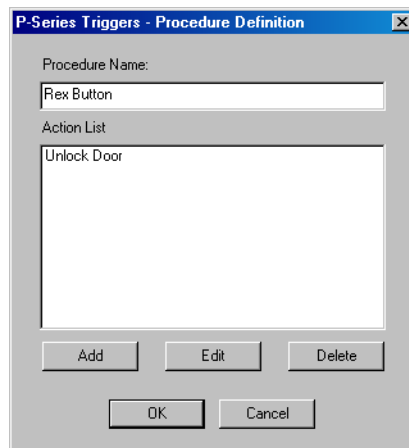 P-Series Triggers - Procedure Definition
Procedure Name:
Rex Button
Action List
Unlock Door
Add Edit Delete
OK Cancel